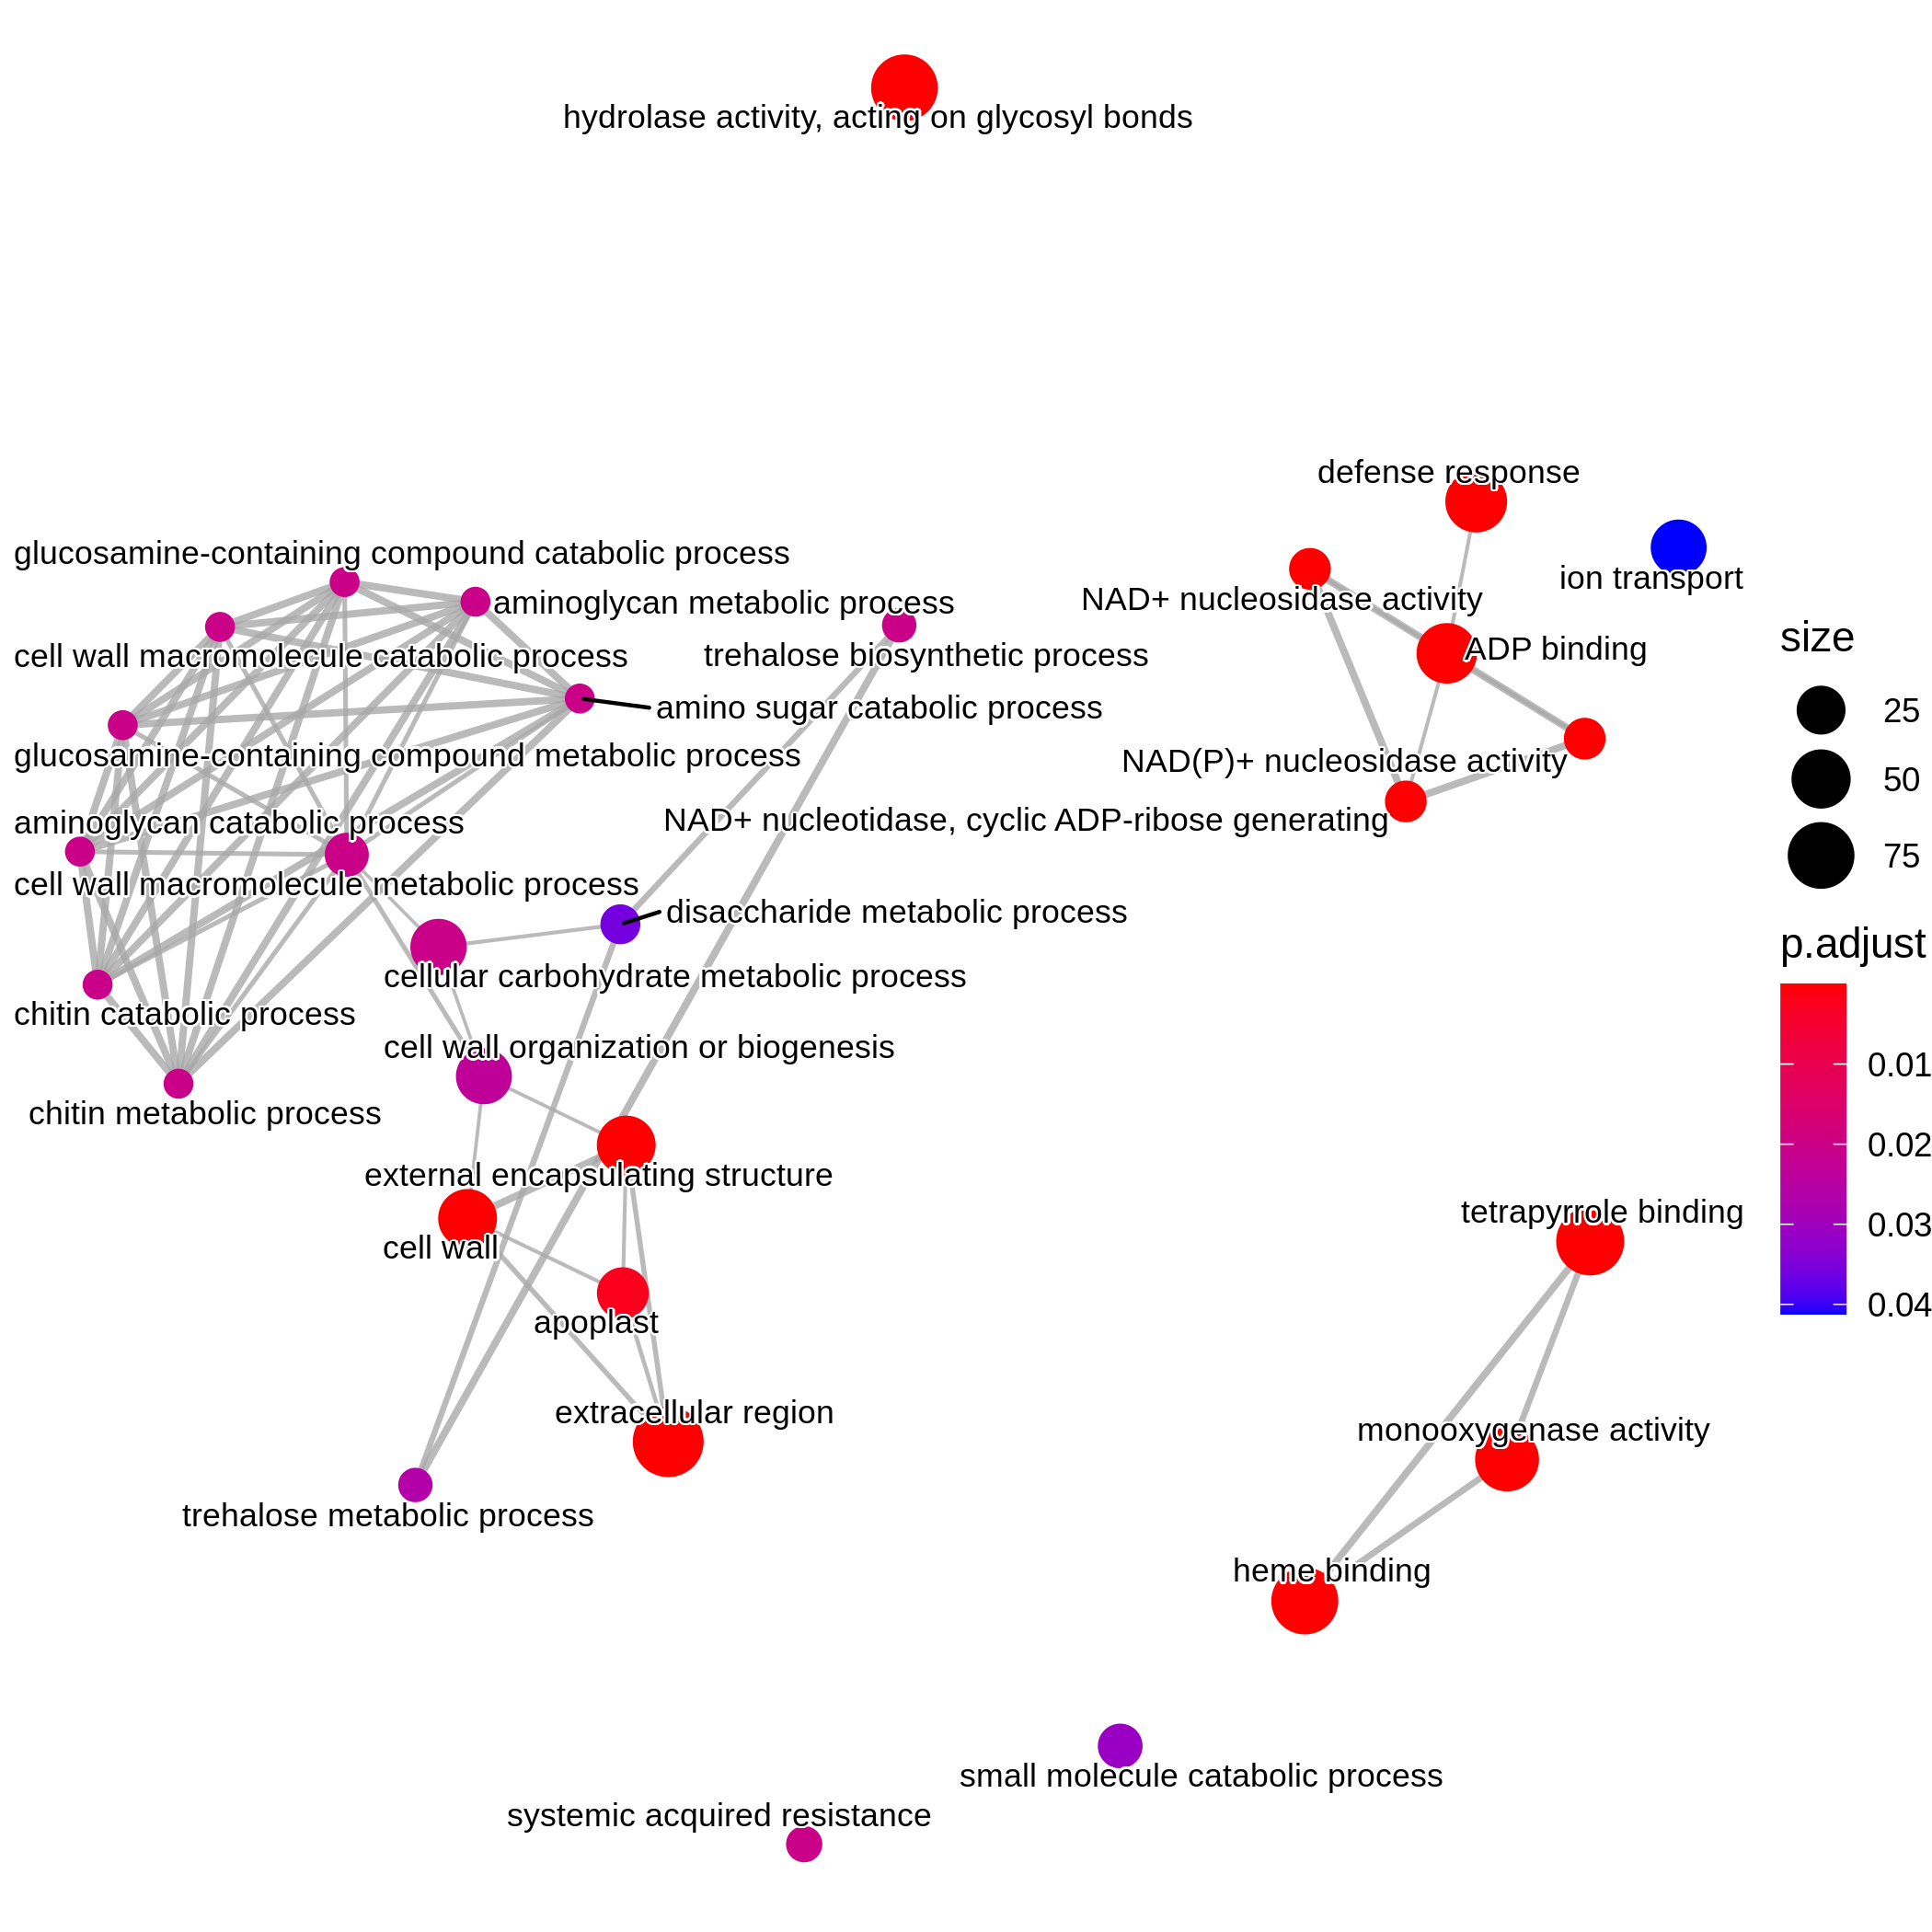 hydrolase activity, acting on glycosyl bonds
defense response
glucosamine-containing compound catabolic process
ion transport
NAD+ nucleosidase activity
aminoglycan metabolic process
size
ADP binding
cell wall macromolecule catabolic process
trehalose biosynthetic process
amino sugar catabolic process
25
glucosamine-containing compound metabolic process
NAD(P)+ nucleosidase activity
50
aminoglycan catabolic process
NAD+ nucleotidase, cyclic ADP-ribose generating
75
cell wall macromolecule metabolic process
disaccharide metabolic process
p.adjust
cellular carbohydrate metabolic process
chitin catabolic process
cell wall organization or biogenesis
0.01
chitin metabolic process
0.02
external encapsulating structure
tetrapyrrole binding
0.03
cell wall
0.04
apoplast
extracellular region
monooxygenase activity
trehalose metabolic process
heme binding
small molecule catabolic process
systemic acquired resistance